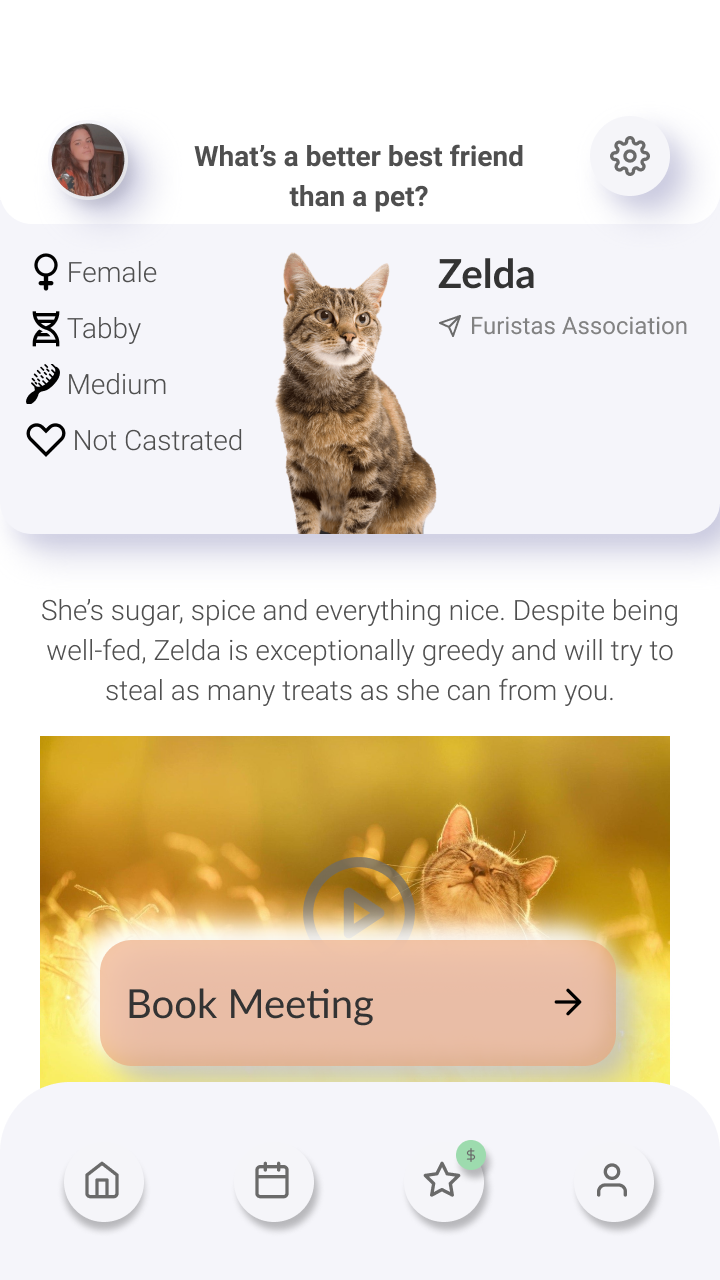 What’s a better best friend
than a pet?
Female
Tabby
Medium
Not Castrated
Zelda
Furistas Association
She’s sugar, spice and everything nice. Despite being
well-fed, Zelda is exceptionally greedy and will try to
steal as many treats as she can from you.
Book Meeting
$